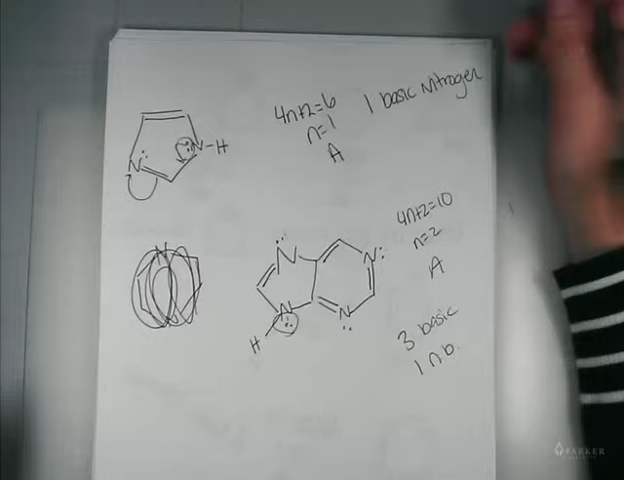 4n+2=6
n=1
A
1 basic Nitrogen
N
N-H
4n+2=10
n=2
A
N
N
N
N
H
3 basic
1 n.b.
PARKER